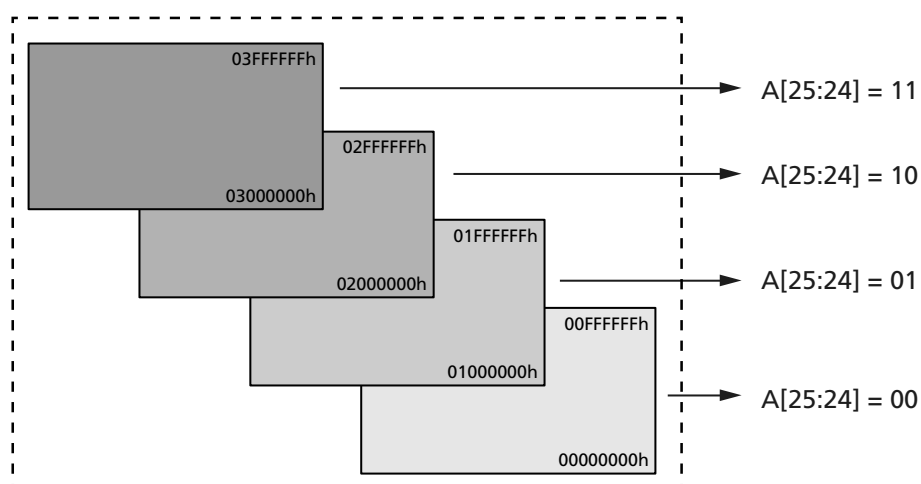 03FFFFFFh
A[25:24] = 11
02FFFFFFh
A[25:24] = 10
03000000h
01FFFFFFh
A[25:24] = 01
02000000h
00FFFFFFh
01000000h
A[25:24] = 00
00000000h